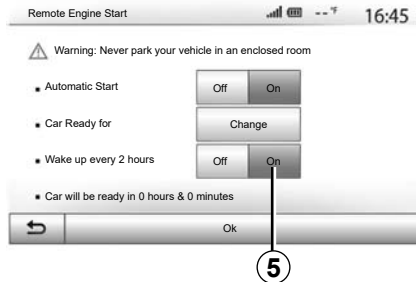 Remote Engine Start -- °F 16:45
Warning: Never park your vehicle in an enclosed room
Automatic Start Off On
Car Ready for Change
Wake up every 2 hours Off On
Car will be ready in 0 hours & 0 minutes
Ok
5